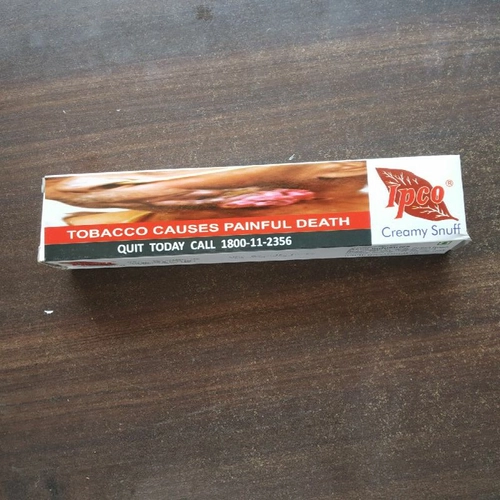 TOBACCO CAUSES PAINFUL DEATH
QUIT TODAY CALL 1800-11-2356
Ipco®
Creamy Snuff